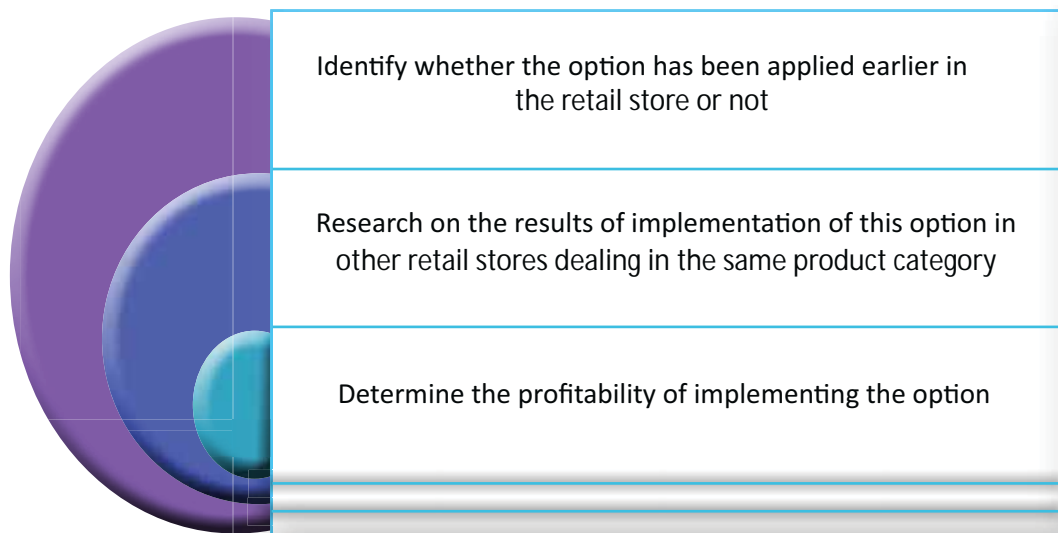 Identify whether the option has been applied earlier in
the retail store or not
Research on the results of implementation of this option in
other retail stores dealing in the same product category
Determine the profitability of implementing the option